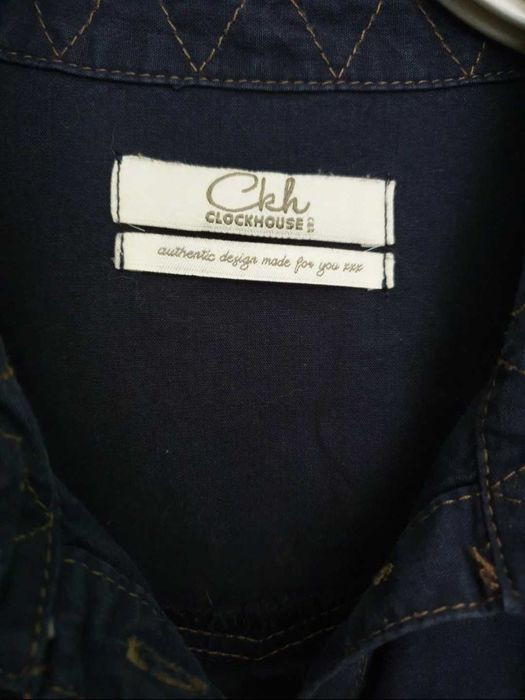 Ckh
CLOCKHOUSE
authentic design made for you xxx